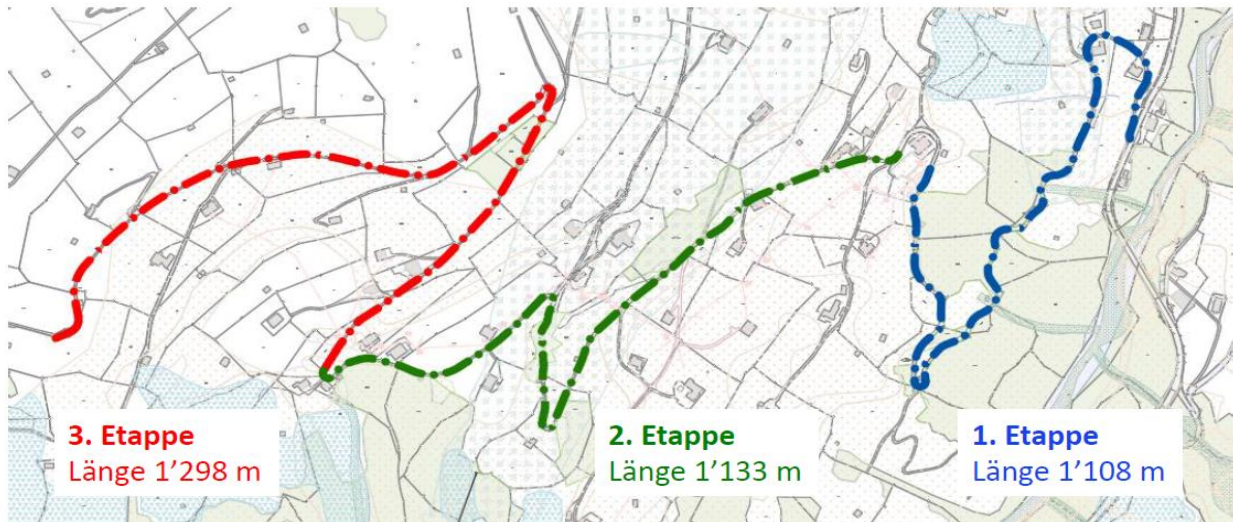 3. Etappe
Länge 1’298 m
2. Etappe
Länge 1’133 m
1. Etappe
Länge 1’108 m